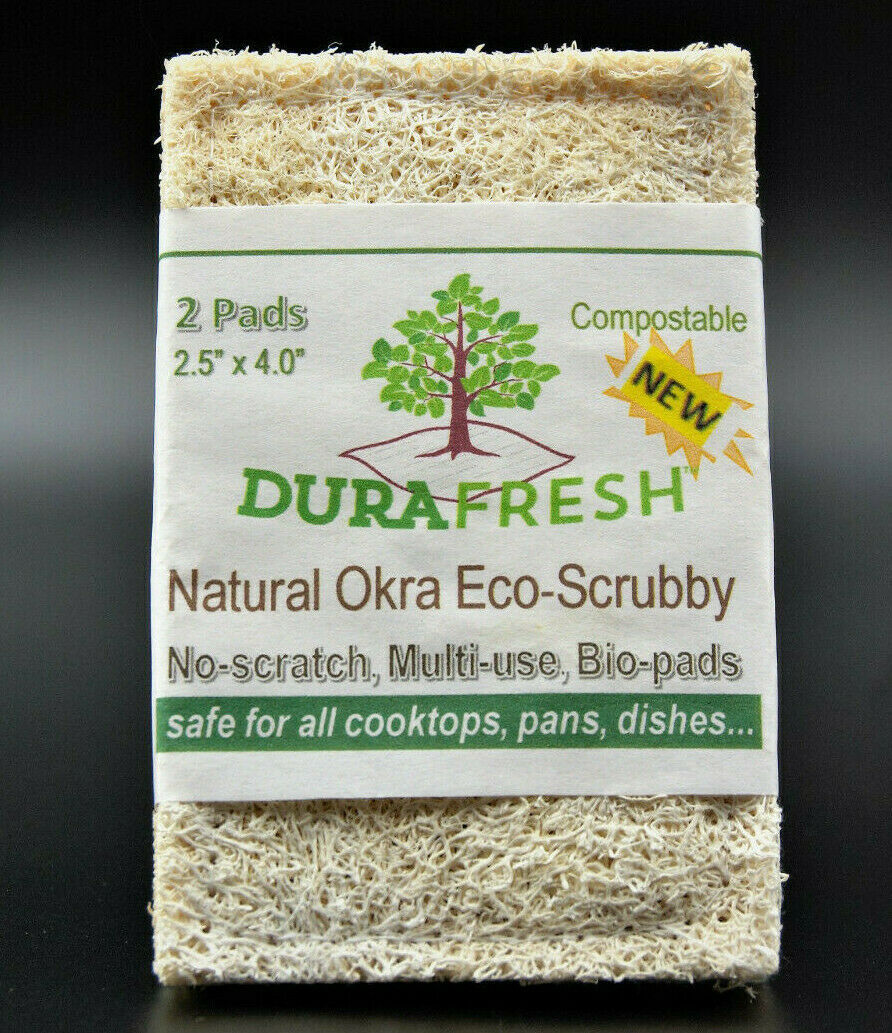 2 Pads
2.5" x 4.0"
Compostable
NEW
DURAFRESH™
Natural Okra Eco-Scrubby
No-scratch, Multi-use, Bio-pads
safe for all cooktops, pans, dishes...